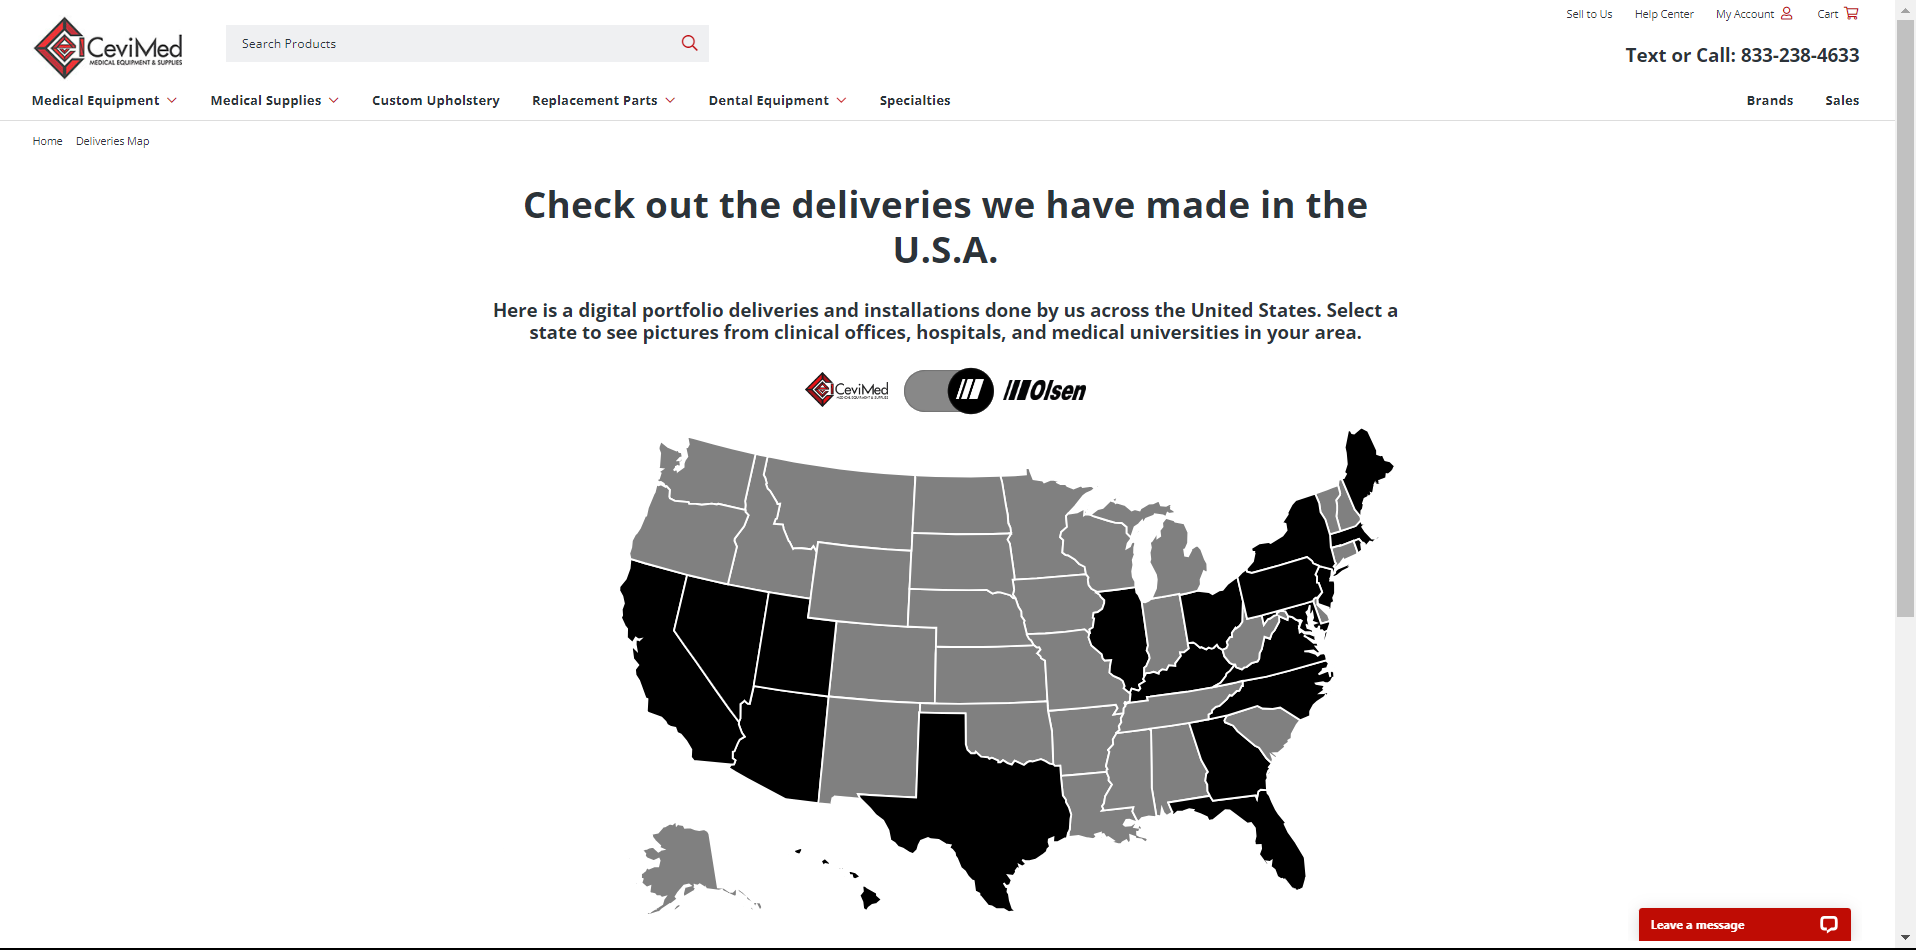 Sell to Us
Help Center
My Account
Cart
CeviMed
MEDICAL EQUIPMENT & SUPPLIES
Search Products
Text or Call: 833-238-4633
Medical Equipment
Medical Supplies
Custom Upholstery
Replacement Parts
Dental Equipment
Specialties
Brands
Sales
Home
Deliveries Map
Check out the deliveries we have made in the
U.S.A.
Here is a digital portfolio deliveries and installations done by us across the United States. Select a
state to see pictures from clinical offices, hospitals, and medical universities in your area.
CeviMed
MEDICAL EQUIPMENT & SUPPLIES
Olsen
Leave a message